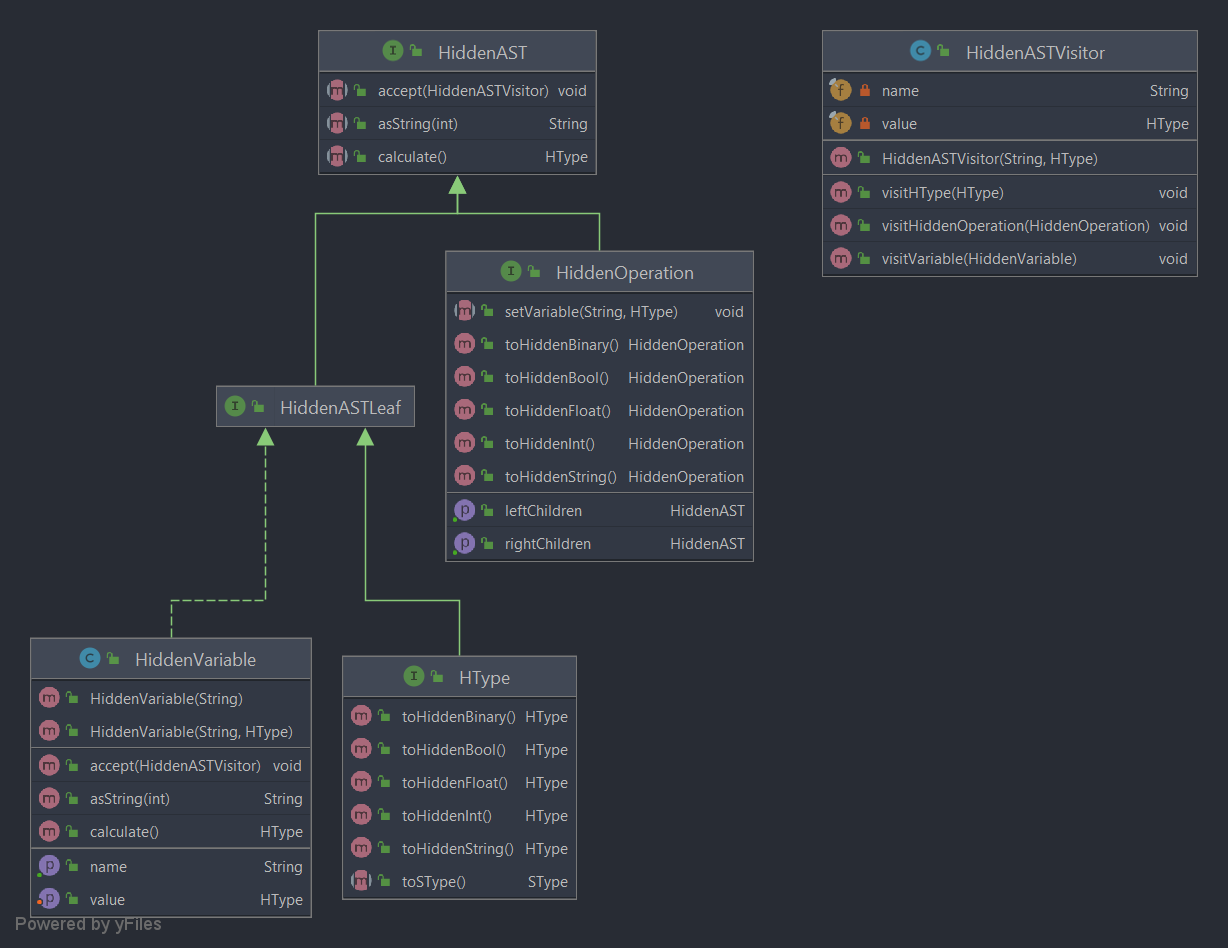 HiddenAST
accept(HiddenASTVisitor) void
asString(int) String
calculate() HType
HiddenASTVisitor
name String
value HType
HiddenASTVisitor(String, HType)
visitHType(HType) void
visitHiddenOperation(HiddenOperation) void
visitVariable(HiddenVariable) void
HiddenOperation
setVariable(String, HType) void
toHiddenBinary() HiddenOperation
toHiddenBool() HiddenOperation
toHiddenFloat() HiddenOperation
toHiddenInt() HiddenOperation
toHiddenString() HiddenOperation
leftChildren HiddenAST
rightChildren HiddenAST
HiddenASTLeaf
HiddenVariable
HiddenVariable(String)
HiddenVariable(String, HType)
accept(HiddenASTVisitor) void
asString(int) String
calculate() HType
name String
value HType
HType
toHiddenBinary() HType
toHiddenBool() HType
toHiddenFloat() HType
toHiddenInt() HType
toHiddenString() HType
toSType() SType
Powered by yFiles